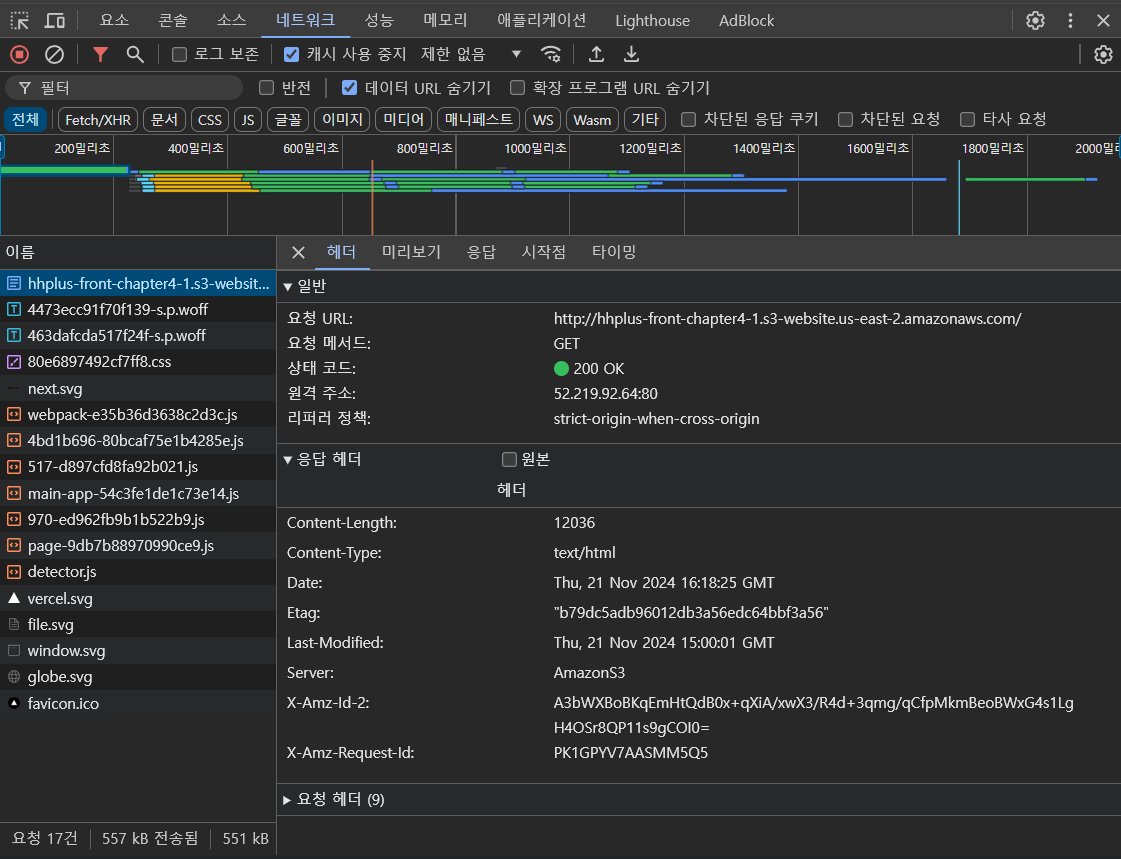 요소 콘솔 소스 네트워크 성능 메모리 애플리케이션 Lighthouse AdBlock
로그 보존 캐시 사용 중지 제한 없음
필터 반전 데이터 URL 숨기기 확장 프로그램 URL 숨기기
전체 Fetch/XHR 문서 CSS JS 글꼴 이미지 미디어 매니페스트 WS Wasm 기타 차단된 응답 쿠키 차단된 요청 타사 요청
200밀리초 400밀리초 600밀리초 800밀리초 1000밀리초 1200밀리초 1400밀리초 1600밀리초 1800밀리초 2000밀리
이름
hhplus-front-chapter4-1.s3-websit...
4473ecc91f70f139-s.p.woff
463dafcda517f24f-s.p.woff
80e6897492cf7ff8.css
next.svg
webpack-e35b36d3638c2d3c.js
4bd1b696-80bcaf75e1b4285e.js
517-d897cfd8fa92b021.js
main-app-54c3fe1de1c73e14.js
970-ed962fb9b1b522b9.js
page-9db7b88970990ce9.js
detector.js
vercel.svg
file.svg
window.svg
globe.svg
favicon.ico
요청 17건 557 kB 전송됨 551 kB
헤더 미리보기 응답 시작점 타이밍
일반
요청 URL: http://hhplus-front-chapter4-1.s3-website.us-east-2.amazonaws.com/
요청 메서드: GET
상태 코드: 200 OK
원격 주소: 52.219.92.64:80
리퍼러 정책: strict-origin-when-cross-origin
응답 헤더 원본
헤더
Content-Length: 12036
Content-Type: text/html
Date: Thu, 21 Nov 2024 16:18:25 GMT
Etag: "b79dc5adb96012db3a56edc64bbf3a56"
Last-Modified: Thu, 21 Nov 2024 15:00:01 GMT
Server: AmazonS3
X-Amz-Id-2: A3bWXBoBKqEmHtQdB0x+qXiA/xwX3/R4d+3qmg/qCfpMkmBeoBWxG4s1Lg
H4OSr8QP11s9gCOI0=
X-Amz-Request-Id: PK1GPYV7AASMM5Q5
요청 헤더 (9)